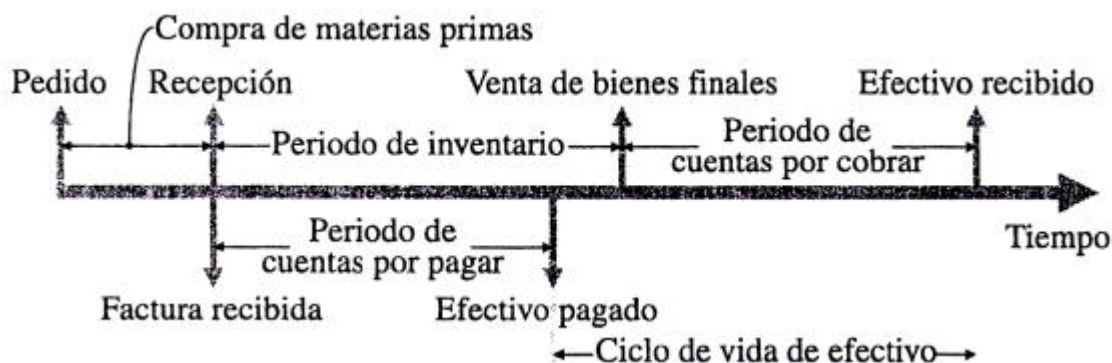 Compra de materias primas
Pedido Recepción Venta de bienes finales Efectivo recibido
Periodo de inventario
Periodo de
cuentas por cobrar
Tiempo
Periodo de
cuentas por pagar
Factura recibida Efectivo pagado
Ciclo de vida de efectivo